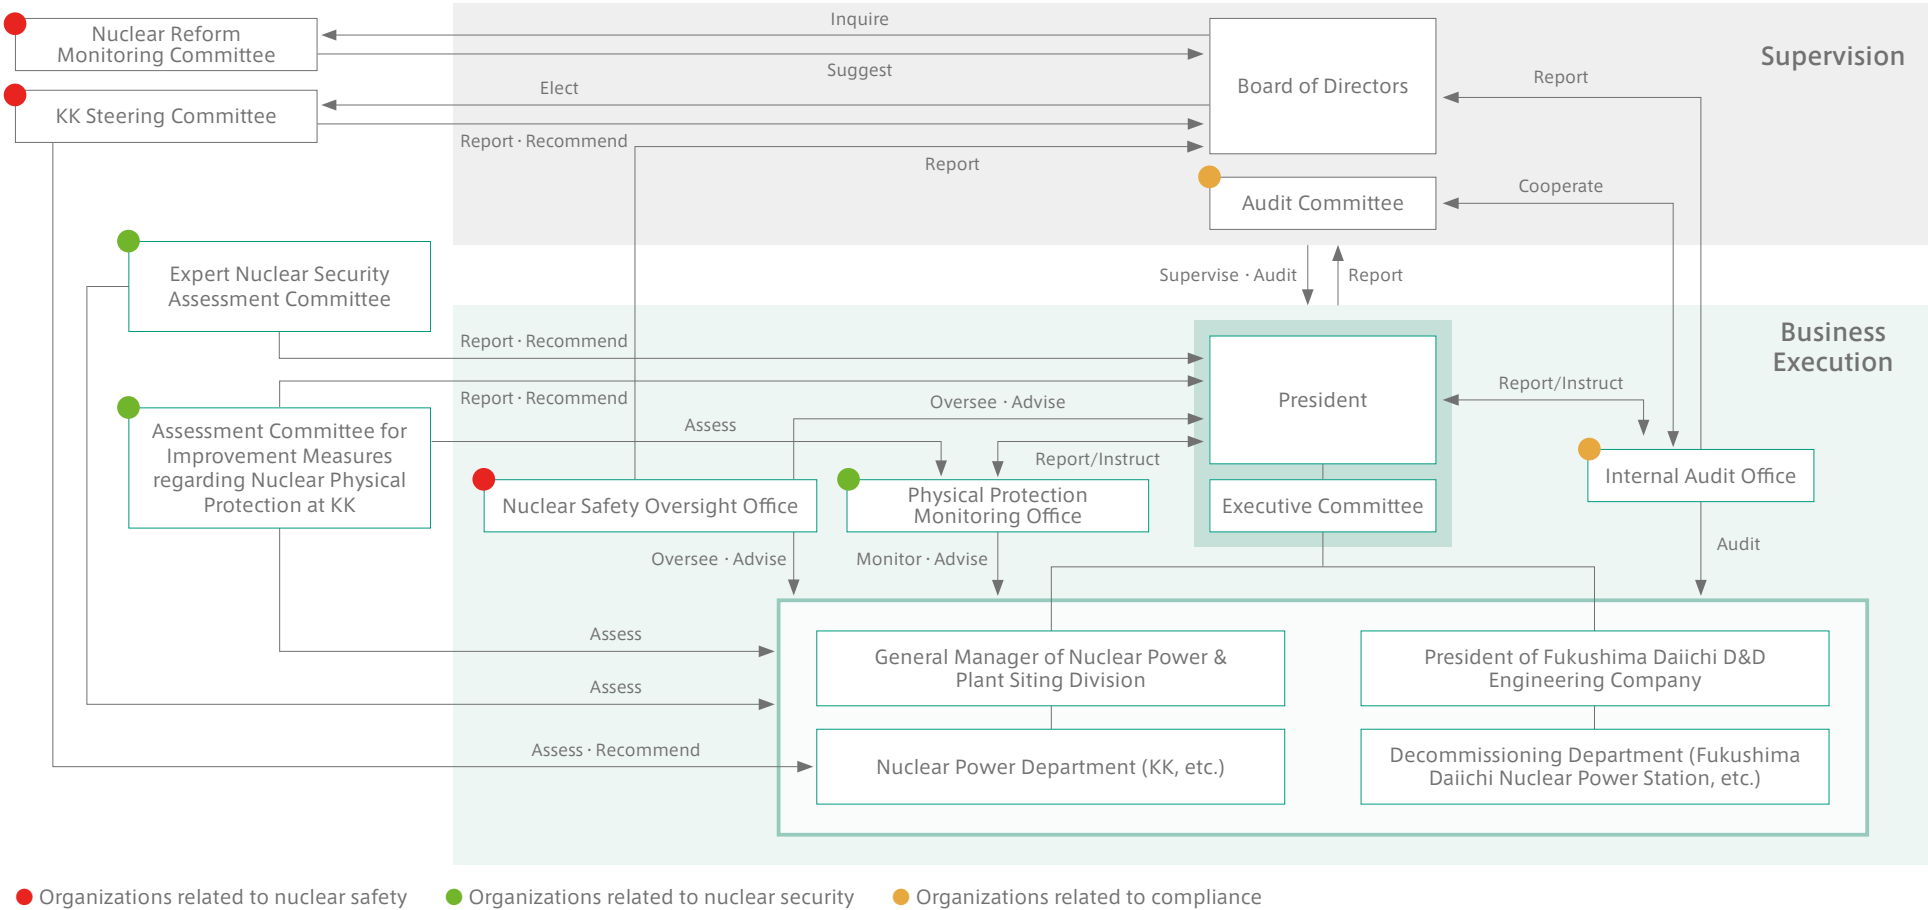 Nuclear Reform
Monitoring Committee
Inquire
Suggest
Board of Directors
Supervision
Report
KK Steering Committee
Elect
Report · Recommend
Report
Audit Committee
Cooperate
Expert Nuclear Security
Assessment Committee
Supervise · Audit
Report
Business
Execution
Report · Recommend
President
Report/Instruct
Report · Recommend
Oversee · Advise
Assessment Committee for
Improvement Measures
regarding Nuclear Physical
Protection at KK
Assess
Report/Instruct
Nuclear Safety Oversight Office
Physical Protection
Monitoring Office
Executive Committee
Internal Audit Office
Oversee · Advise
Monitor · Advise
Audit
Assess
General Manager of Nuclear Power &
Plant Siting Division
President of Fukushima Daiichi D&D
Engineering Company
Assess
Assess · Recommend
Nuclear Power Department (KK, etc.)
Decommissioning Department (Fukushima
Daiichi Nuclear Power Station, etc.)
Organizations related to nuclear safety
Organizations related to nuclear security
Organizations related to compliance